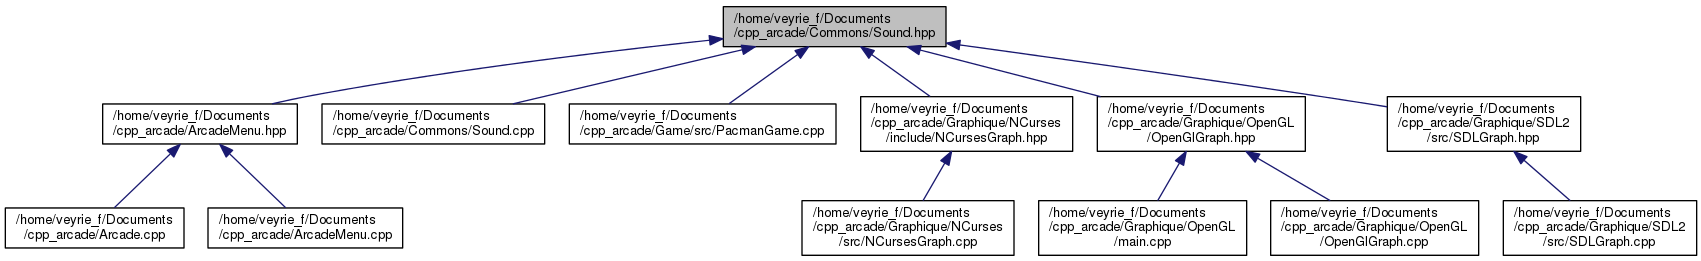 /home/veyrie_f/Documents
/cpp_arcade/Commons/Sound.hpp
/home/veyrie_f/Documents
/cpp_arcade/ArcadeMenu.hpp
/home/veyrie_f/Documents
/cpp_arcade/Commons/Sound.cpp
/home/veyrie_f/Documents
/cpp_arcade/Game/src/PacmanGame.cpp
/home/veyrie_f/Documents
/cpp_arcade/Graphique/NCurses
/include/NCursesGraph.hpp
/home/veyrie_f/Documents
/cpp_arcade/Graphique/OpenGL
/OpenGlGraph.hpp
/home/veyrie_f/Documents
/cpp_arcade/Graphique/SDL2
/src/SDLGraph.hpp
/home/veyrie_f/Documents
/cpp_arcade/Arcade.cpp
/home/veyrie_f/Documents
/cpp_arcade/ArcadeMenu.cpp
/home/veyrie_f/Documents
/cpp_arcade/Graphique/NCurses
/src/NCursesGraph.cpp
/home/veyrie_f/Documents
/cpp_arcade/Graphique/OpenGL
/main.cpp
/home/veyrie_f/Documents
/cpp_arcade/Graphique/OpenGL
/OpenGlGraph.cpp
/home/veyrie_f/Documents
/cpp_arcade/Graphique/SDL2
/src/SDLGraph.cpp